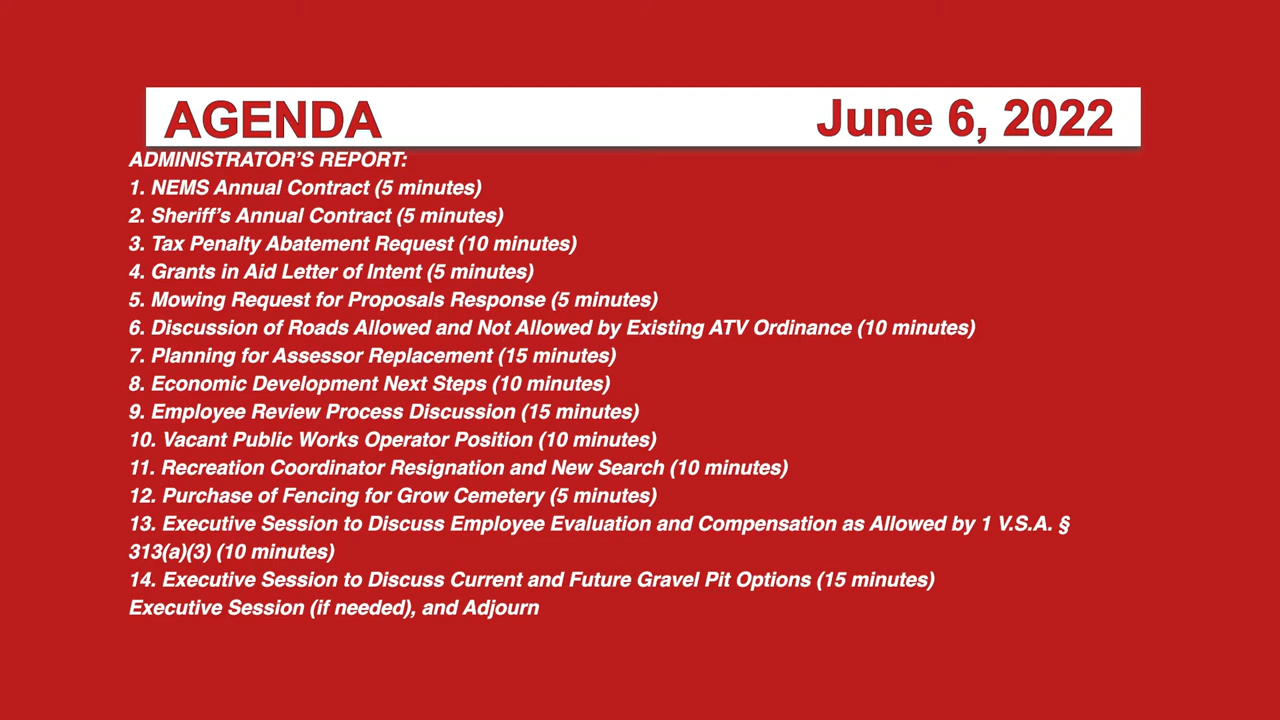 AGENDA June 6, 2022
ADMINISTRATOR'S REPORT:
1. NEMS Annual Contract (5 minutes)
2. Sheriff's Annual Contract (5 minutes)
3. Tax Penalty Abatement Request (10 minutes)
4. Grants in Aid Letter of Intent (5 minutes)
5. Mowing Request for Proposals Response (5 minutes)
6. Discussion of Roads Allowed and Not Allowed by Existing ATV Ordinance (10 minutes)
7. Planning for Assessor Replacement (15 minutes)
8. Economic Development Next Steps (10 minutes)
9. Employee Review Process Discussion (15 minutes)
10. Vacant Public Works Operator Position (10 minutes)
11. Recreation Coordinator Resignation and New Search (10 minutes)
12. Purchase of Fencing for Grow Cemetery (5 minutes)
13. Executive Session to Discuss Employee Evaluation and Compensation as Allowed by 1 V.S.A. §
313(a)(3) (10 minutes)
14. Executive Session to Discuss Current and Future Gravel Pit Options (15 minutes)
Executive Session (if needed), and Adjourn